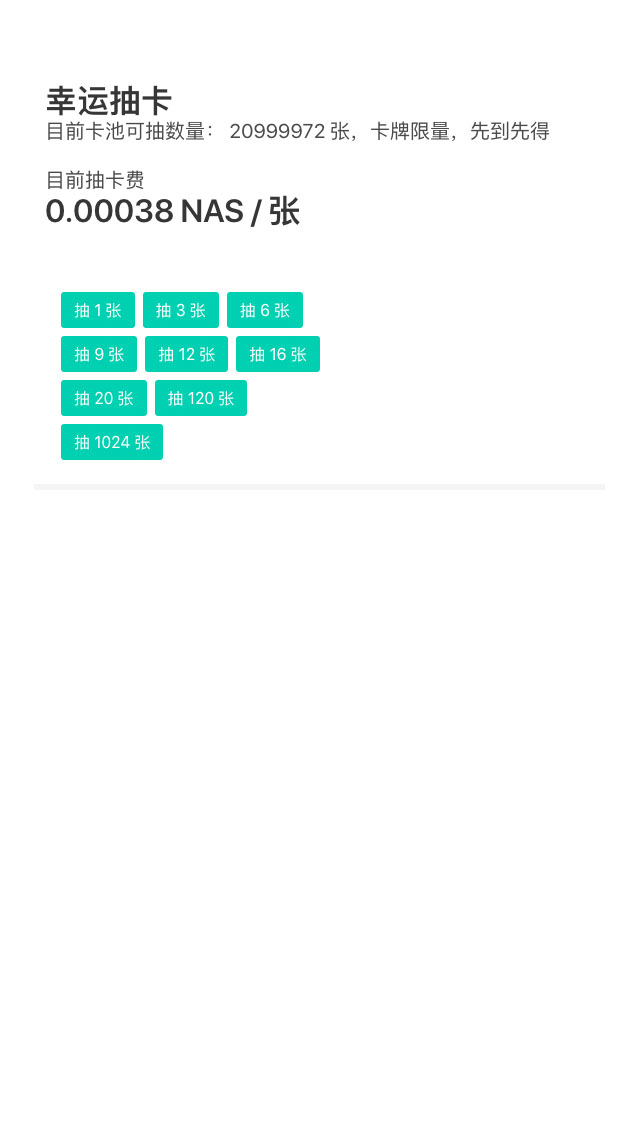 幸运抽卡
目前卡池可抽数量： 20999972 张，卡牌限量，先到先得
目前抽卡费
0.00038 NAS / 张
抽 1 张 抽 3 张 抽 6 张
抽 9 张 抽 12 张 抽 16 张
抽 20 张 抽 120 张
抽 1024 张